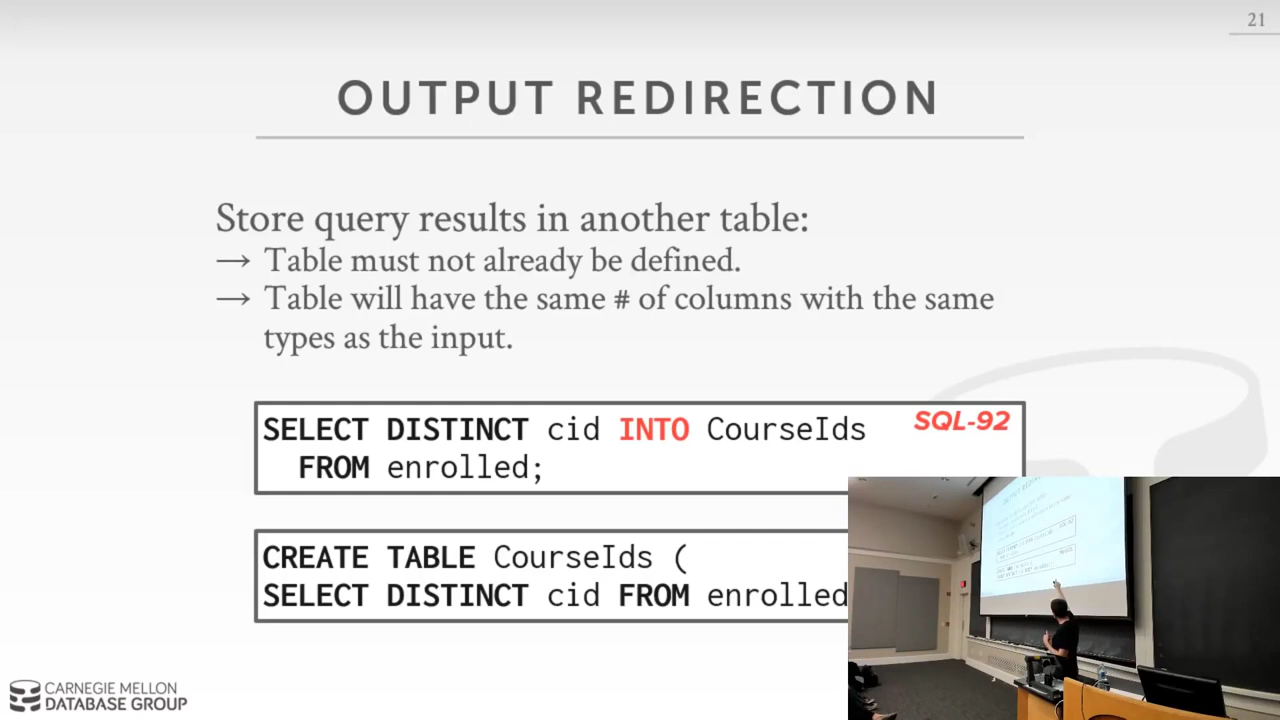 21
OUTPUT REDIRECTION
Store query results in another table:
→ Table must not already be defined.
→ Table will have the same # of columns with the same
types as the input.
SELECT DISTINCT cid INTO CourseIds
SQL-92
FROM enrolled;
CREATE TABLE CourseIds (
SELECT DISTINCT cid FROM enrolled
CARNEGIE MELLON
DATABASE GROUP